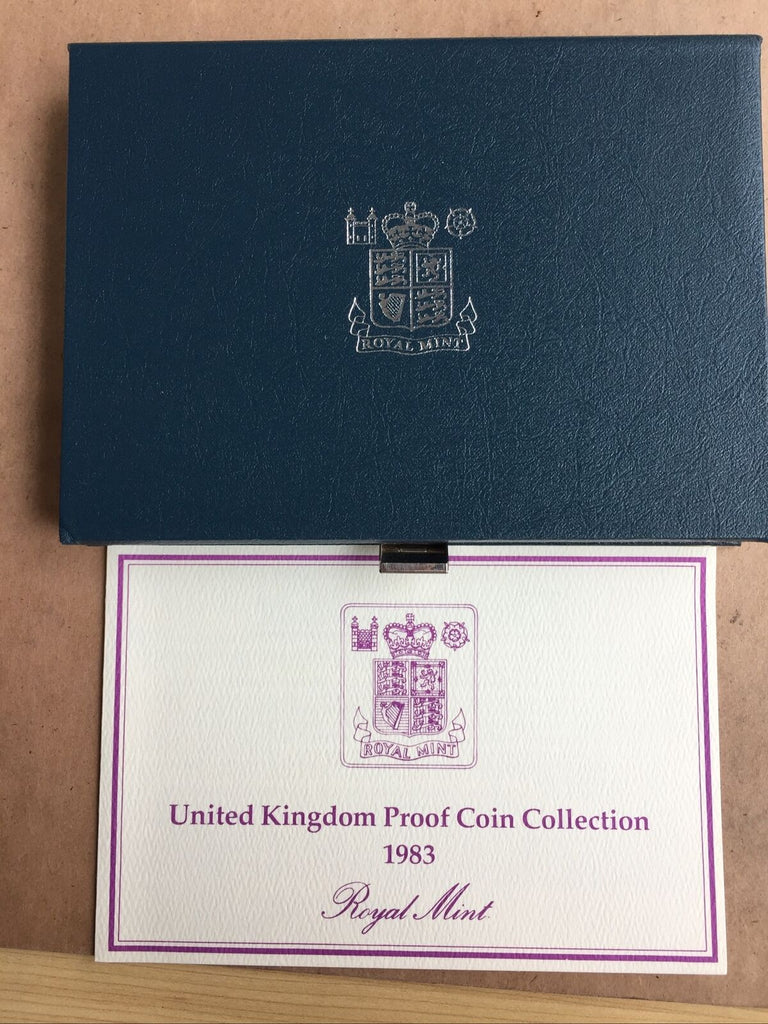 ROYAL MINT
ROYAL MINT
United Kingdom Proof Coin Collection
1983
Royal Mint